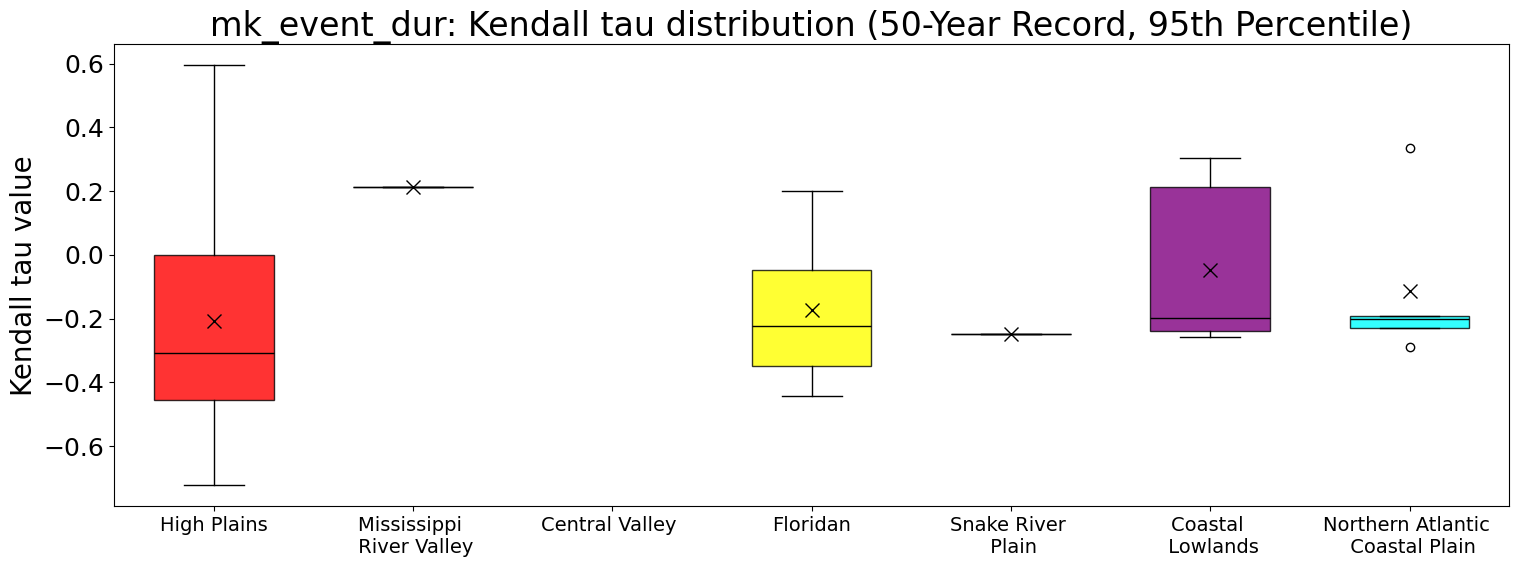 mk_event_dur: Kendall tau distribution (50-Year Record, 95th Percentile)
Kendall tau value
0.6
0.4
0.2
0.0
−0.2
−0.4
−0.6
High Plains
Mississippi
River Valley
Central Valley
Floridan
Snake River
Plain
Coastal
Lowlands
Northern Atlantic
Coastal Plain